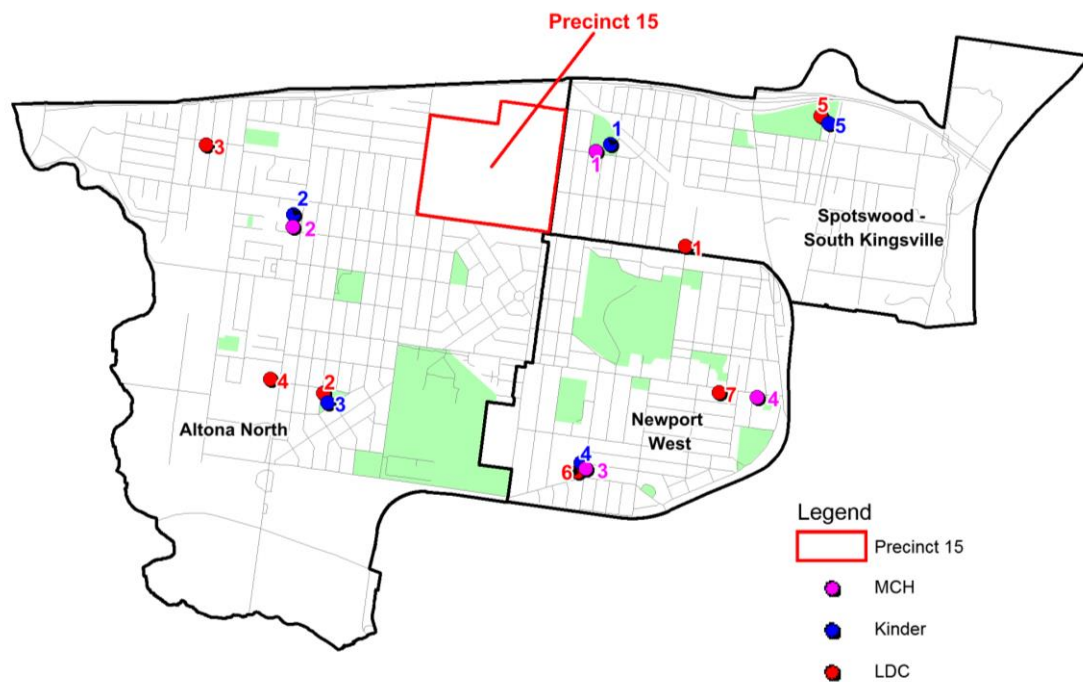 Precinct 15
1
5
5
3
1
2
2
Spotswood -
South Kingsville
1
4
2
3
7
4
Altona North
Newport
West
4
6
3
Legend
Precinct 15
MCH
Kinder
LDC